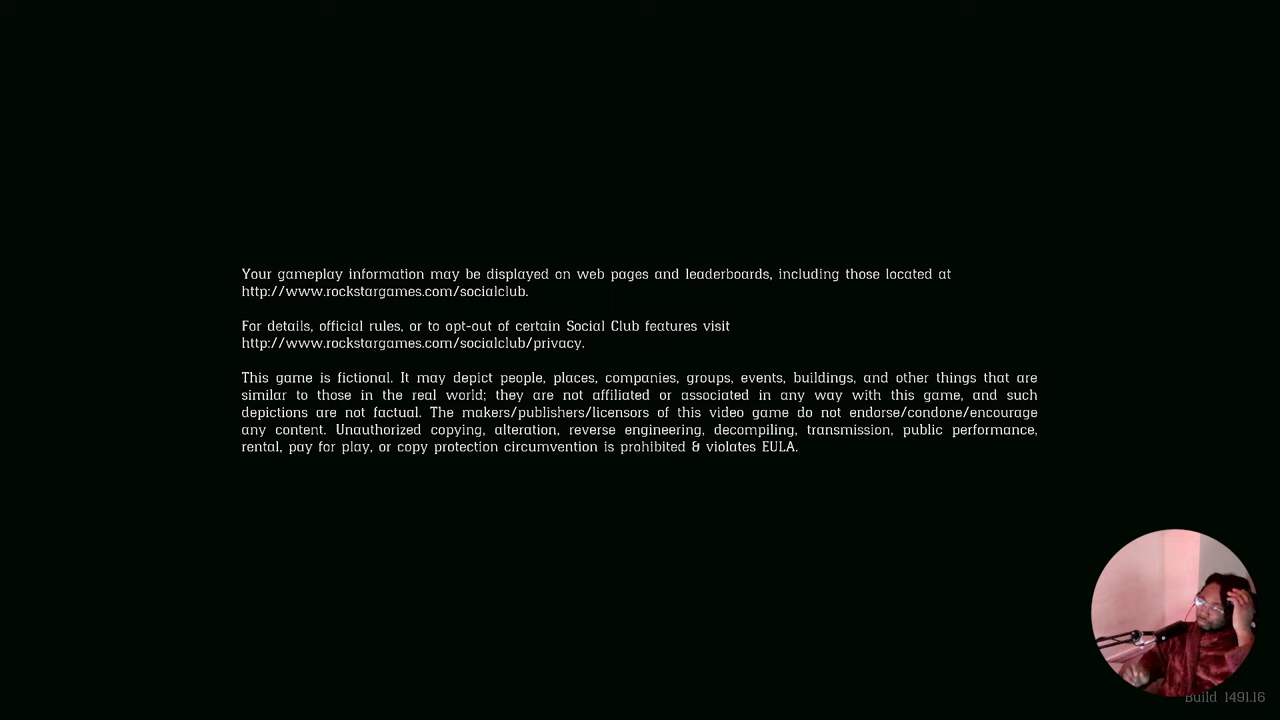 Your gameplay information may be displayed on web pages and leaderboards, including those located at
http://www.rockstargames.com/socialclub.
For details, official rules, or to opt-out of certain Social Club features visit
http://www.rockstargames.com/socialclub/privacy.
This game is fictional. It may depict people, places, companies, groups, events, buildings, and other things that are
similar to those in the real world; they are not affiliated or associated in any way with this game, and such
depictions are not factual. The makers/publishers/licensors of this video game do not endorse/condone/encourage
any content. Unauthorized copying, alteration, reverse engineering, decompiling, transmission, public performance,
rental, pay for play, or copy protection circumvention is prohibited & violates EULA.
Build 1491.16